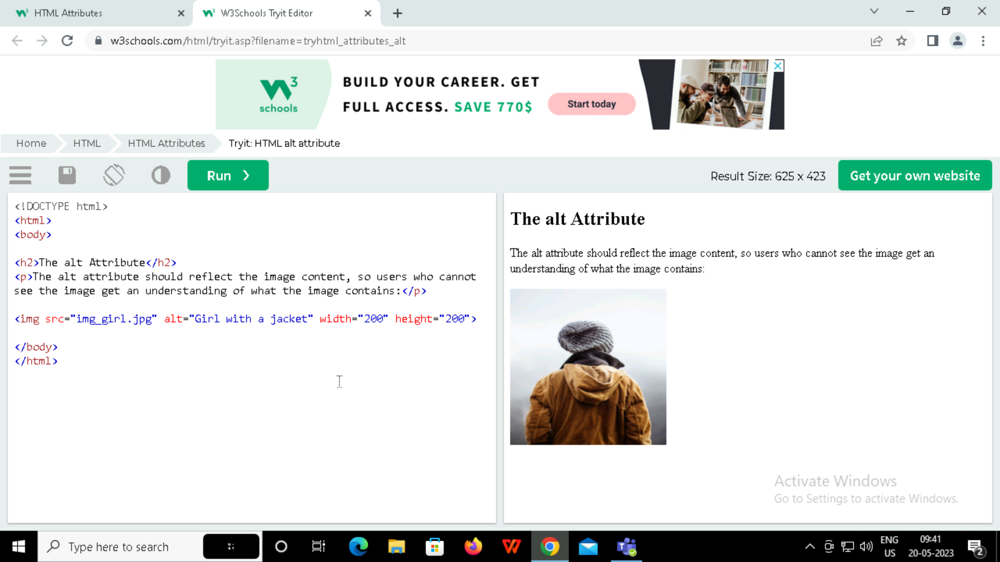 HTML Attributes
W3Schools Tryit Editor
w3schools.com/html/tryit.asp?filename=tryhtml_attributes_alt
W3 schools
BUILD YOUR CAREER. GET
FULL ACCESS. SAVE 770$
Start today
Home
HTML
HTML Attributes
Tryit: HTML alt attribute
Run ❯
Result Size: 625 x 423
Get your own website
<!DOCTYPE html>
<html>
<body>
<h2>The alt Attribute</h2>
<p>The alt attribute should reflect the image content, so users who cannot
see the image get an understanding of what the image contains:</p>
<img src="img_girl.jpg" alt="Girl with a jacket" width="200" height="200">
</body>
</html>
The alt Attribute
The alt attribute should reflect the image content, so users who cannot see the image get an
understanding of what the image contains:
Activate Windows
Go to Settings to activate Windows.
Type here to search
ENG
US
09:41
20-05-2023
2